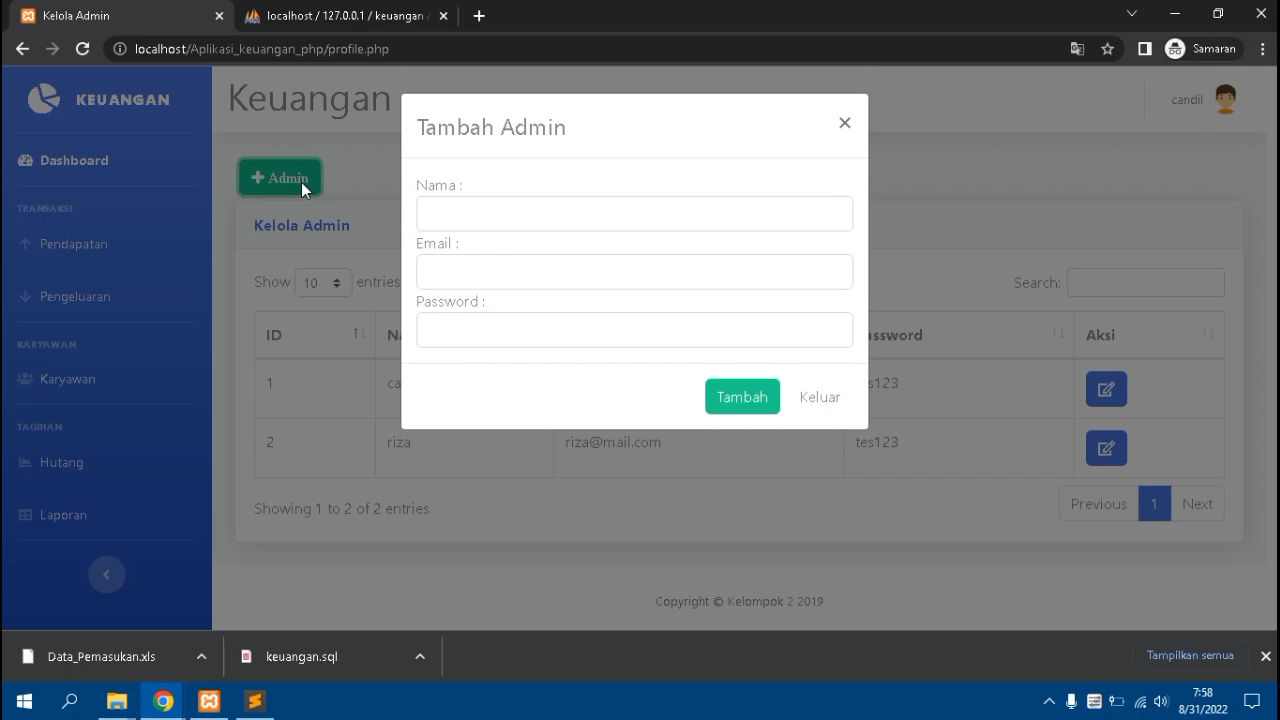 Kelola Admin
localhost / 127.0.0.1 / keuangan /
localhost/Aplikasi_keuangan_php/profile.php
Samaran
KEUANGAN
Keuangan
candil
Tambah Admin
Dashboard
Admin
Nama :
TRANSAKSI
Kelola Admin
Pendapatan
Email :
Show 10 entries
Search:
Pengeluaran
Password :
ID
KARYAWAN
Aksi
Karyawan
1
Tambah
Keluar
TAGIHAN
2
riza
riza@mail.com
tes123
Hutang
Showing 1 to 2 of 2 entries
Previous
1
Next
Laporan
Copyright © Kelompok 2 2019
Data_Pemasukan.xls
keuangan.sql
Tampilkan semua
7:58
8/31/2022